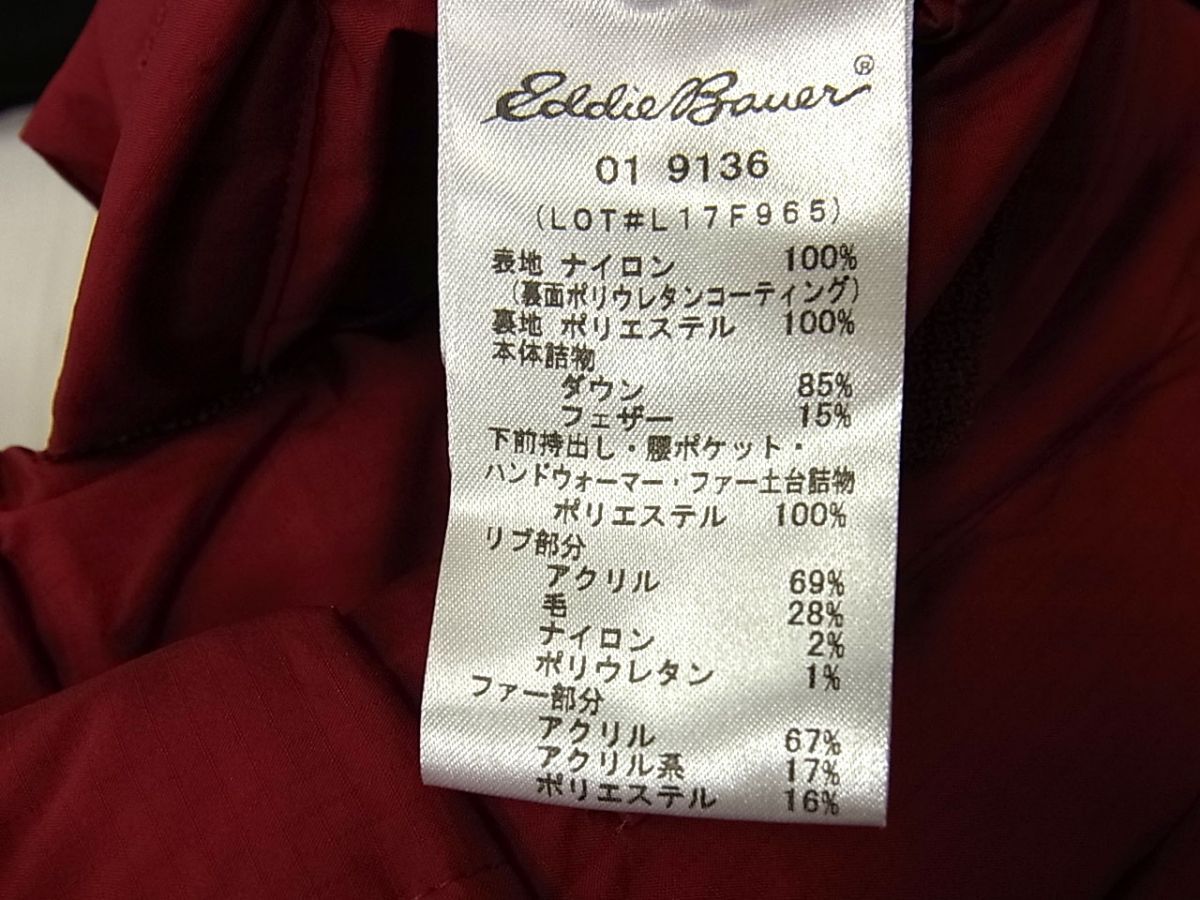 Eddie Bauer®
01 9136
(LOT#L17F965)
表地 ナイロン 100%
(裏面ポリウレタンコーティング)
裏地 ポリエステル 100%
本体詰物
ダウン 85%
フェザー 15%
下前持出し・腰ポケット・
ハンドウォーマー・ファー土台詰物
ポリエステル 100%
リブ部分
アクリル 69%
毛 28%
ナイロン 2%
ポリウレタン 1%
ファー部分
アクリル 67%
アクリル系 17%
ポリエステル 16%